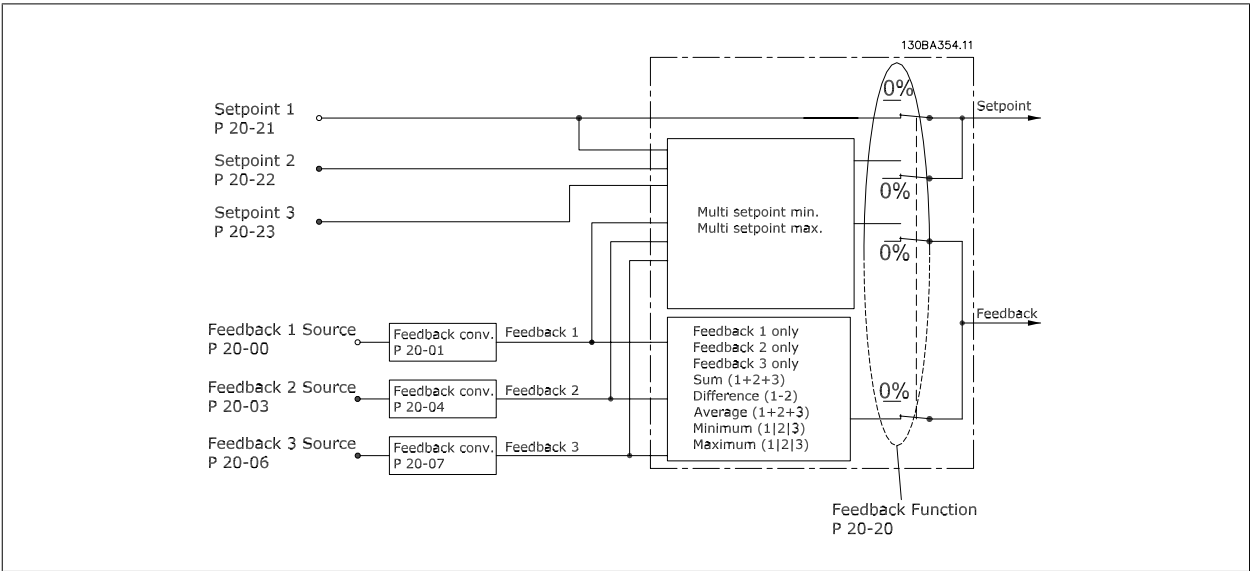 130BA354.11
0%
Setpoint 1
P 20-21
Setpoint
Setpoint 2
P 20-22
0%
Setpoint 3
P 20-23
Multi setpoint min.
Multi setpoint max.
0%
Feedback 1 Source
P 20-00
Feedback conv.
P 20-01
Feedback 1
Feedback
Feedback 2 Source
P 20-03
Feedback conv.
P 20-04
Feedback 2
Feedback 3 Source
P 20-06
Feedback conv.
P 20-07
Feedback 3
Feedback 1 only
Feedback 2 only
Feedback 3 only
Sum (1+2+3)
Difference (1-2)
Average (1+2+3)
Minimum (1|2|3)
Maximum (1|2|3)
0%
Feedback Function
P 20-20